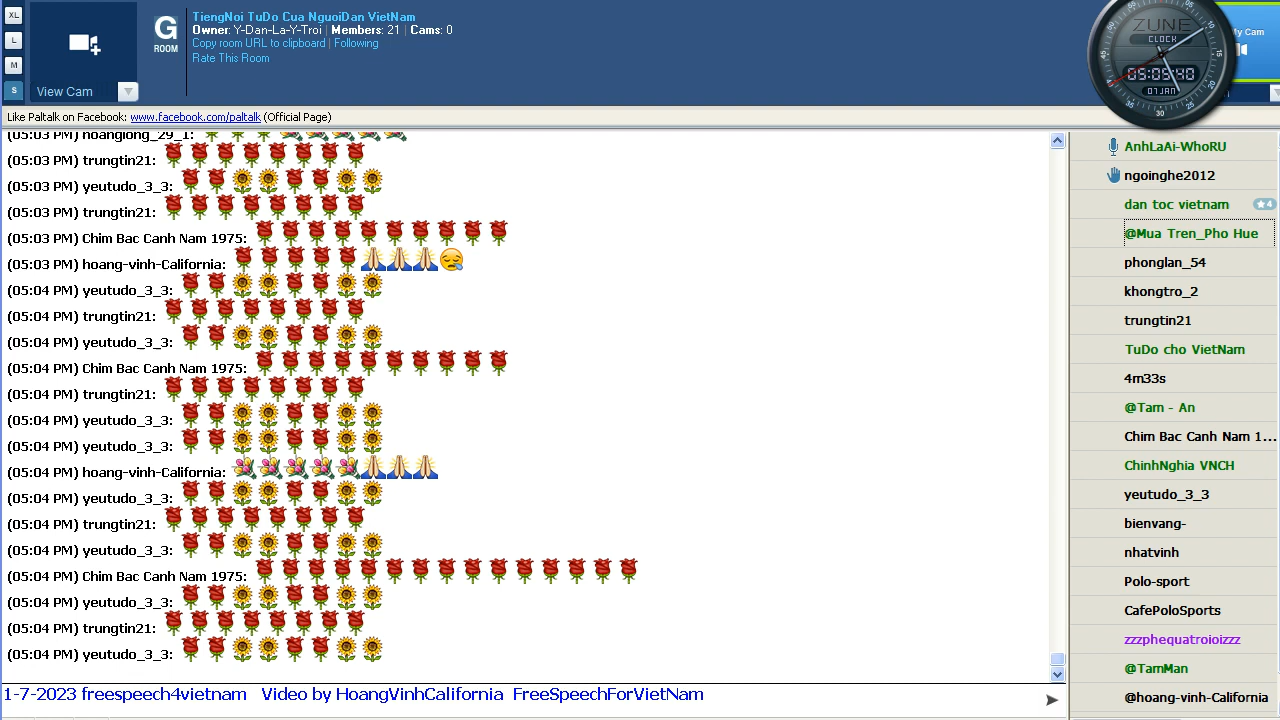 XL
L
M
S
View Cam
G
ROOM
TiengNoi TuDo Cua NguoiDan VietNam
Owner: Y-Dan-La-Y-Troi | Members: 21 | Cams: 0
Copy room URL to clipboard | Following
Rate This Room
ZUNE
CLOCK
05:05:40
07JAN
My Cam
Like Paltalk on Facebook: www.facebook.com/paltalk (Official Page)
(05:03 PM) hoanglong_29_1:
(05:03 PM) trungtin21:
(05:03 PM) yeutudo_3_3:
(05:03 PM) trungtin21:
(05:03 PM) Chim Bac Canh Nam 1975:
(05:03 PM) hoang-vinh-California:
(05:04 PM) yeutudo_3_3:
(05:04 PM) trungtin21:
(05:04 PM) yeutudo_3_3:
(05:04 PM) Chim Bac Canh Nam 1975:
(05:04 PM) trungtin21:
(05:04 PM) yeutudo_3_3:
(05:04 PM) yeutudo_3_3:
(05:04 PM) hoang-vinh-California:
(05:04 PM) yeutudo_3_3:
(05:04 PM) trungtin21:
(05:04 PM) yeutudo_3_3:
(05:04 PM) Chim Bac Canh Nam 1975:
(05:04 PM) yeutudo_3_3:
(05:04 PM) trungtin21:
(05:04 PM) yeutudo_3_3:
1-7-2023 freespeech4vietnam Video by HoangVinhCalifornia FreeSpeechForVietNam
AnhLaAi-WhoRU
ngoinghe2012
dan toc vietnam ★4
@Mua Tren_Pho Hue
phonglan_54
khongtro_2
trungtin21
TuDo cho VietNam
4m33s
@Tam - An
Chim Bac Canh Nam 1...
ChinhNghia VNCH
yeutudo_3_3
bienvang-
nhatvinh
Polo-sport
CafePoloSports
zzzphequatroioizzz
@TamMan
@hoang-vinh-California